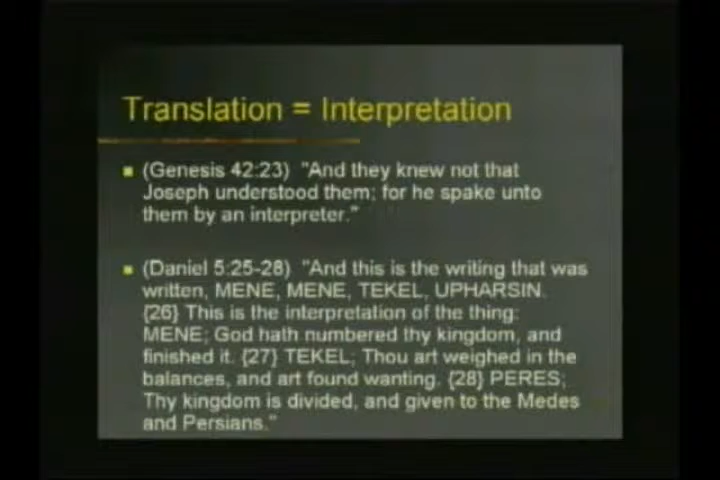 Translation = Interpretation
(Genesis 42:23) "And they knew not that
Joseph understood them; for he spake unto
them by an interpreter."
(Daniel 5:25-28) "And this is the writing that was
written, MENE, MENE, TEKEL, UPHARSIN.
{26} This is the interpretation of the thing:
MENE; God hath numbered thy kingdom, and
finished it. {27} TEKEL; Thou art weighed in the
balances, and art found wanting. {28} PERES;
Thy kingdom is divided, and given to the Medes
and Persians."